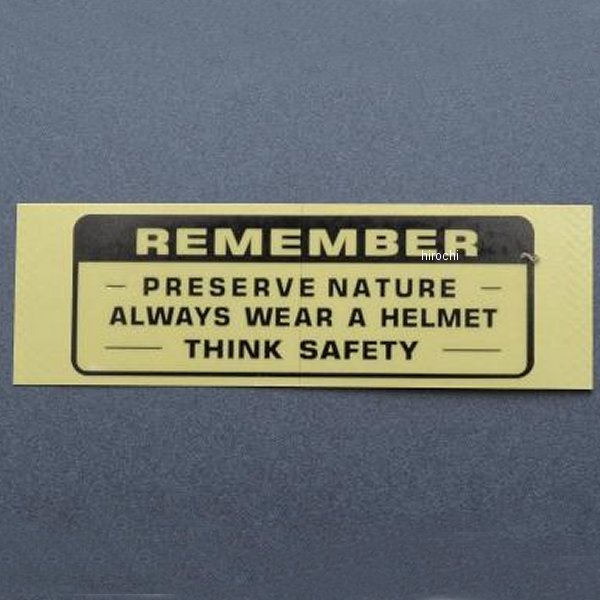 REMEMBER
hirochi
PRESERVE NATURE
ALWAYS WEAR A HELMET
THINK SAFETY